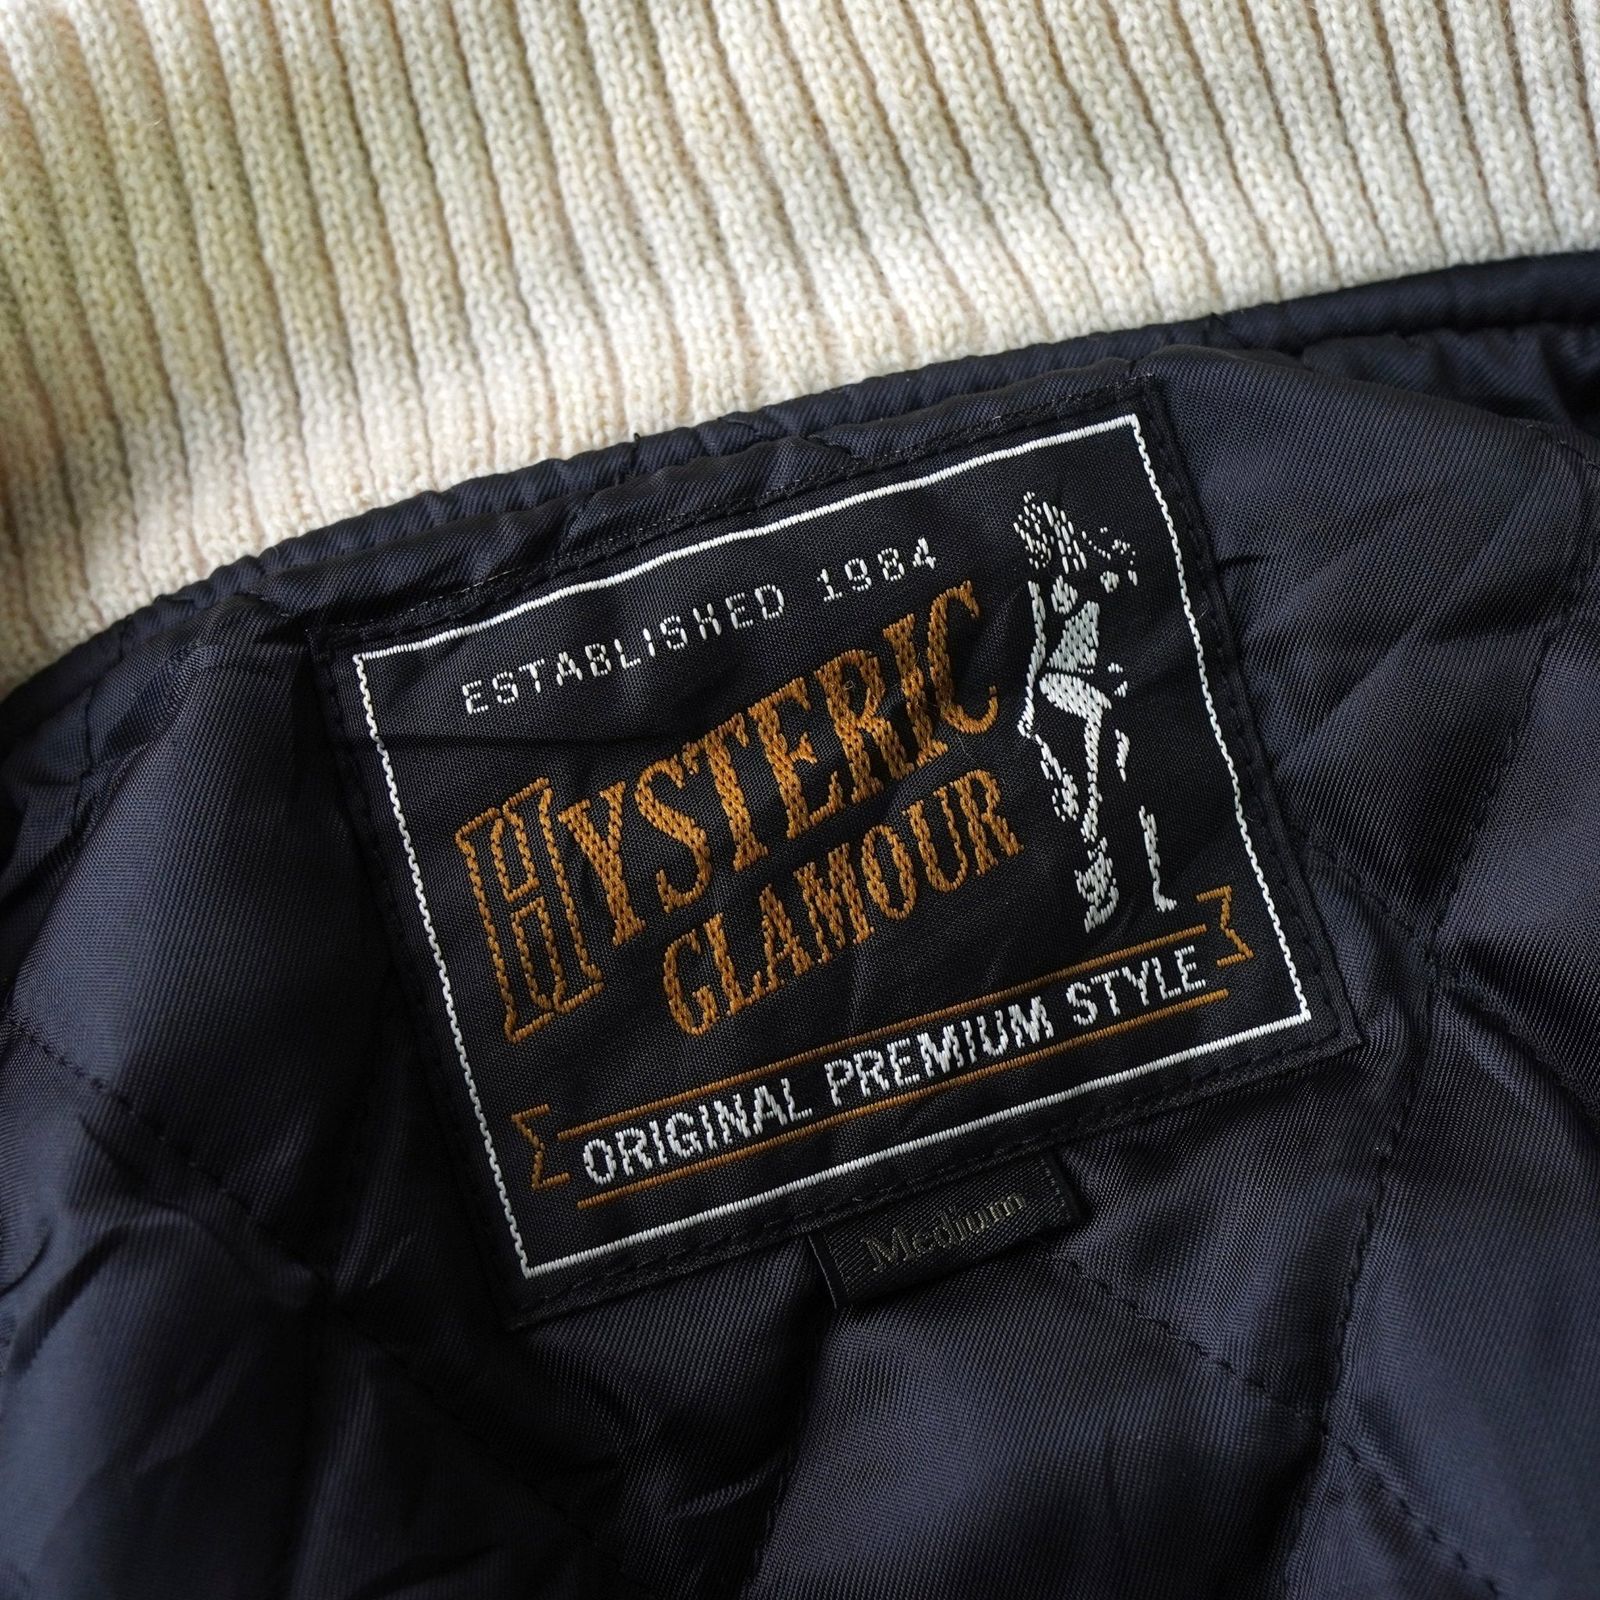 ESTABLISHED 1984
HYSTERIC
GLAMOUR
ORIGINAL PREMIUM STYLE
Medium